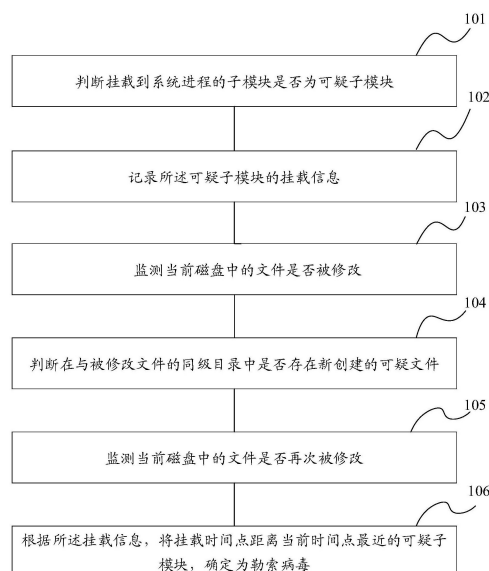 101
判断挂载到系统进程的子模块是否为可疑子模块
102
记录所述可疑子模块的挂载信息
103
监测当前磁盘中的文件是否被修改
104
判断在与被修改文件的同级目录中是否存在新创建的可疑文件
105
监测当前磁盘中的文件是否再次被修改
106
根据所述挂载信息，将挂载时间点距离当前时间点最近的可疑子
模块，确定为勒索病毒